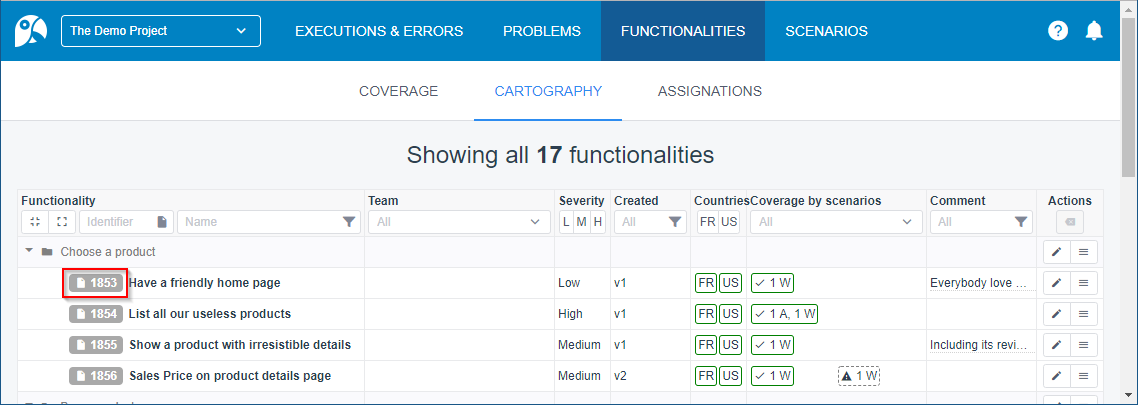 The Demo Project
EXECUTIONS & ERRORS PROBLEMS FUNCTIONALITIES SCENARIOS ?
COVERAGE CARTOGRAPHY ASSIGNATIONS
Showing all 17 functionalities
Functionality Team Severity Created Countries Coverage by scenarios Comment Actions
Identifier Name All L M H All FR US All All
Choose a product
1853 Have a friendly home page Low v1 FR US 1 W Everybody love ...
1854 List all our useless products High v1 FR US 1 A, 1 W
1855 Show a product with irresistible details Medium v1 FR US 1 W Including its revi...
1856 Sales Price on product details page Medium v2 FR US 1 W 1 W